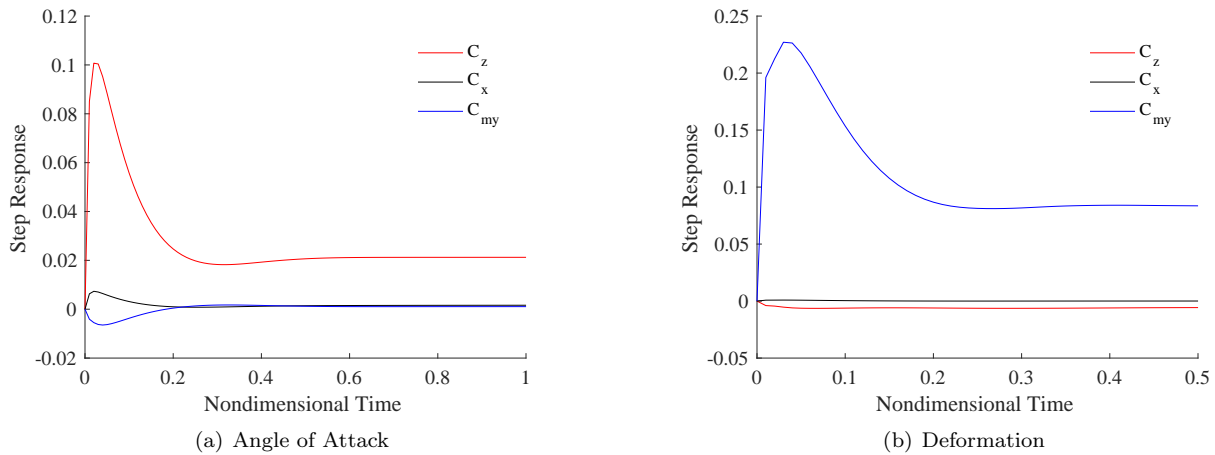 0.12
0.1
0.08
0.06
0.04
0.02
0
-0.02
Step Response
0 0.2 0.4 0.6 0.8 1
Nondimensional Time
C_z
C_x
C_my
(a) Angle of Attack
0.25
0.2
0.15
0.1
0.05
0
-0.05
Step Response
0 0.1 0.2 0.3 0.4 0.5
Nondimensional Time
C_z
C_x
C_my
(b) Deformation